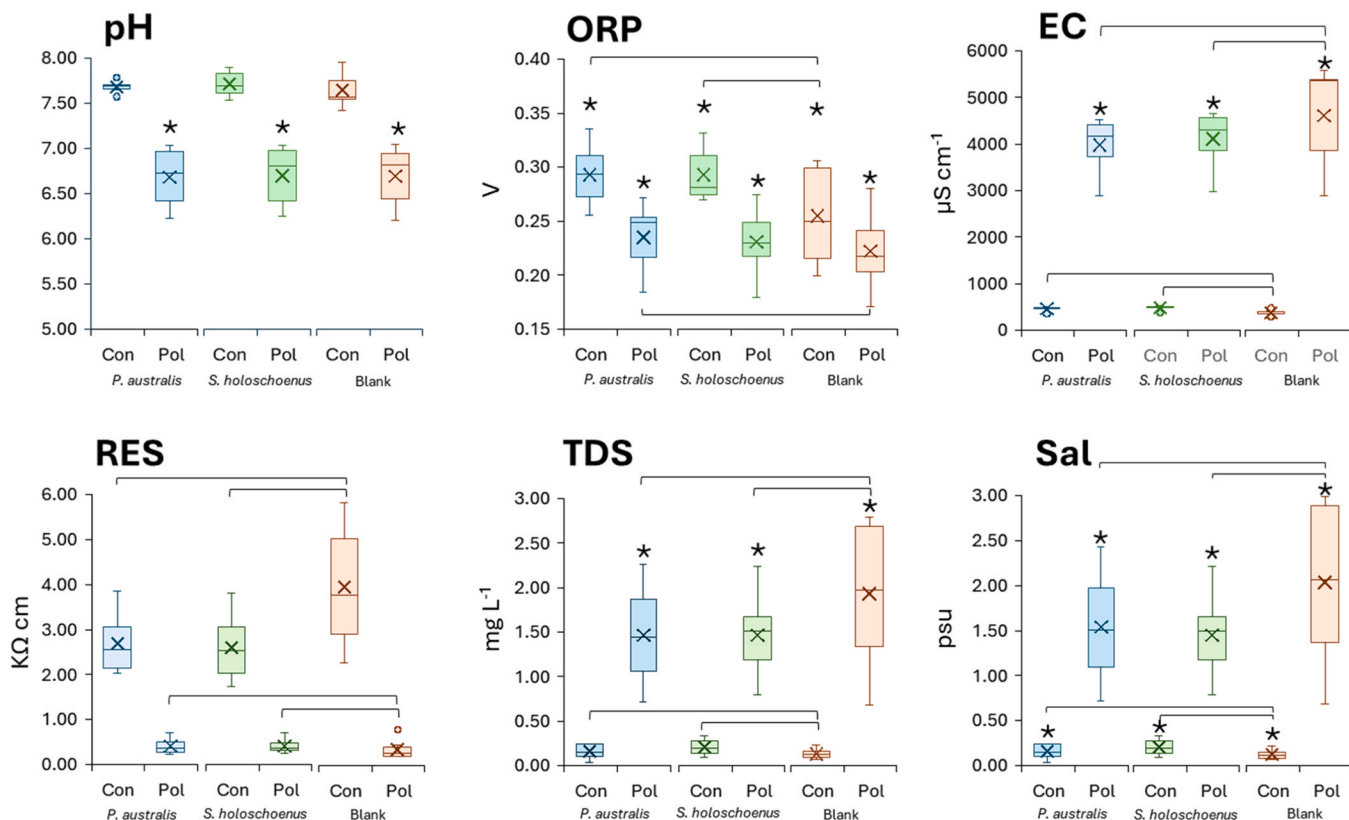 pH
8.00
7.50
7.00
6.50
6.00
5.50
5.00
*
*
*
Con Pol Con Pol Con Pol
P. australis S. holoschoenus Blank
ORP
V
0.40
0.35
0.30
0.25
0.20
0.15
* * *
* * *
Con Pol Con Pol Con Pol
P. australis S. holoschoenus Blank
EC
µS cm⁻¹
6000
5000
4000
3000
2000
1000
0
* * *
Con Pol Con Pol Con Pol
P. australis S. holoschoenus Blank
RES
KΩ cm
6.00
5.00
4.00
3.00
2.00
1.00
0.00
Con Pol Con Pol Con Pol
P. australis S. holoschoenus Blank
TDS
mg L⁻¹
3.00
2.50
2.00
1.50
1.00
0.50
0.00
* * *
Con Pol Con Pol Con Pol
P. australis S. holoschoenus Blank
Sal
psu
3.00
2.50
2.00
1.50
1.00
0.50
0.00
* * *
* * *
Con Pol Con Pol Con Pol
P. australis S. holoschoenus Blank